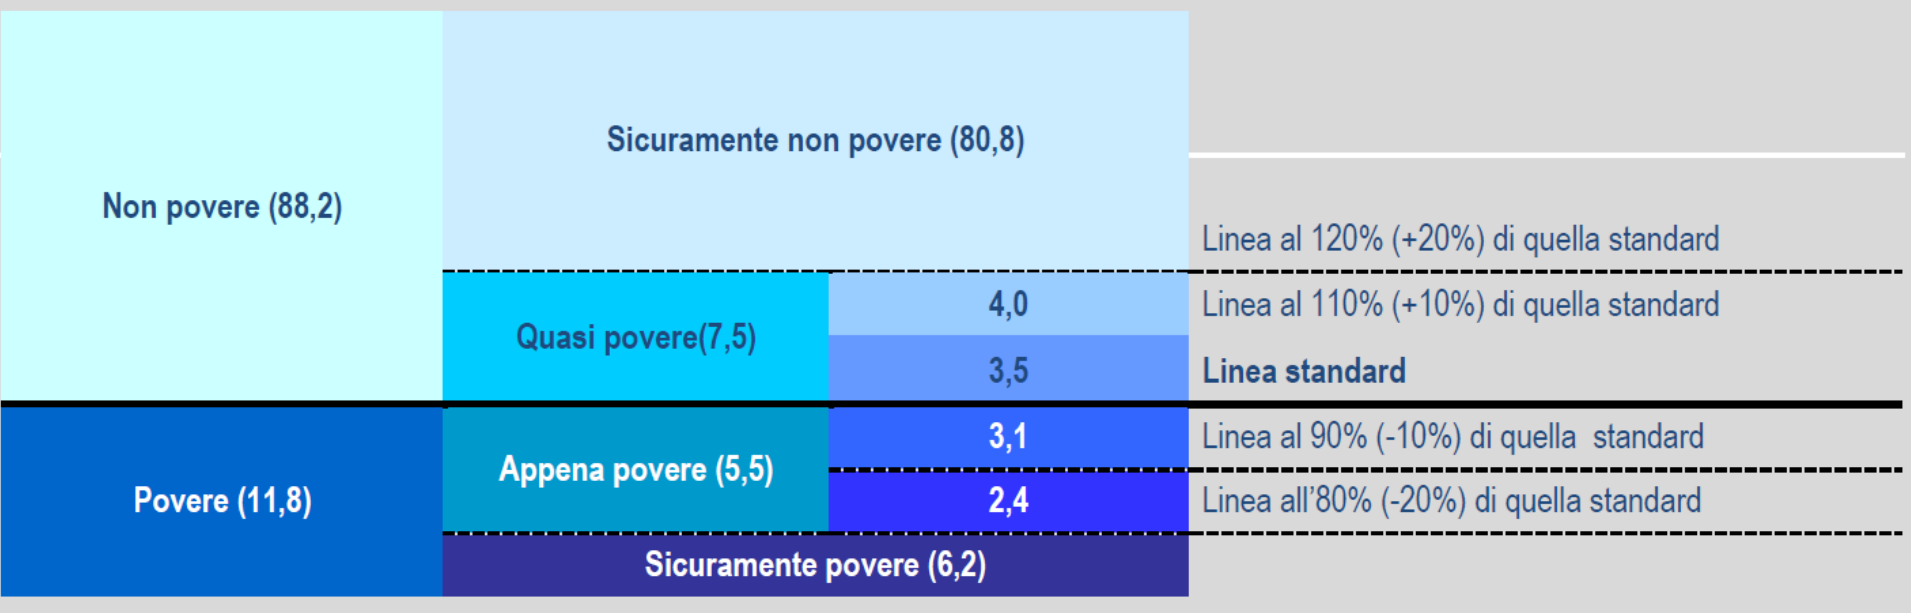 Sicuramente non povere (80,8)
Non povere (88,2)
Linea al 120% (+20%) di quella standard
Quasi povere(7,5)
4,0
Linea al 110% (+10%) di quella standard
3,5
Linea standard
Povere (11,8)
Appena povere (5,5)
3,1
Linea al 90% (-10%) di quella standard
2,4
Linea all'80% (-20%) di quella standard
Sicuramente povere (6,2)